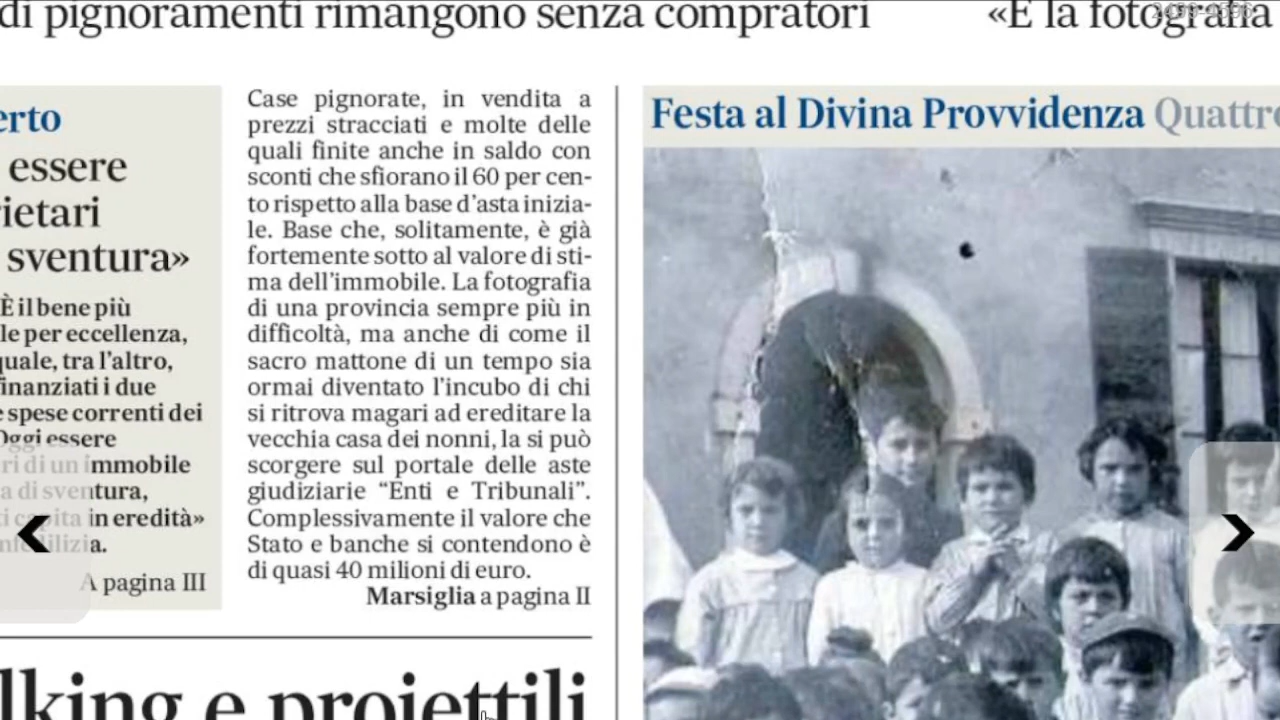 di pignoramenti rimangono senza compratori
«È la fotografia
erto
essere
ietari
sventura»
È il bene più
le per eccellenza,
quale, tra l'altro,
finanziati i due
e spese correnti dei
Oggi essere
ri di un immobile
a di sventura,
ti capita in eredità»
a.
A pagina III
Case pignorate, in vendita a
prezzi stracciati e molte delle
quali finite anche in saldo con
sconti che sfiorano il 60 per cen-
to rispetto alla base d'asta inizia-
le. Base che, solitamente, è già
fortemente sotto al valore di sti-
ma dell'immobile. La fotografia
di una provincia sempre più in
difficoltà, ma anche di come il
sacro mattone di un tempo sia
ormai diventato l'incubo di chi
si ritrova magari ad ereditare la
vecchia casa dei nonni, la si può
scorgere sul portale delle aste
giudiziarie “Enti e Tribunali”.
Complessivamente il valore che
Stato e banche si contendono è
di quasi 40 milioni di euro.
Marsiglia a pagina II
Festa al Divina Provvidenza Quattro
lking e proiettili